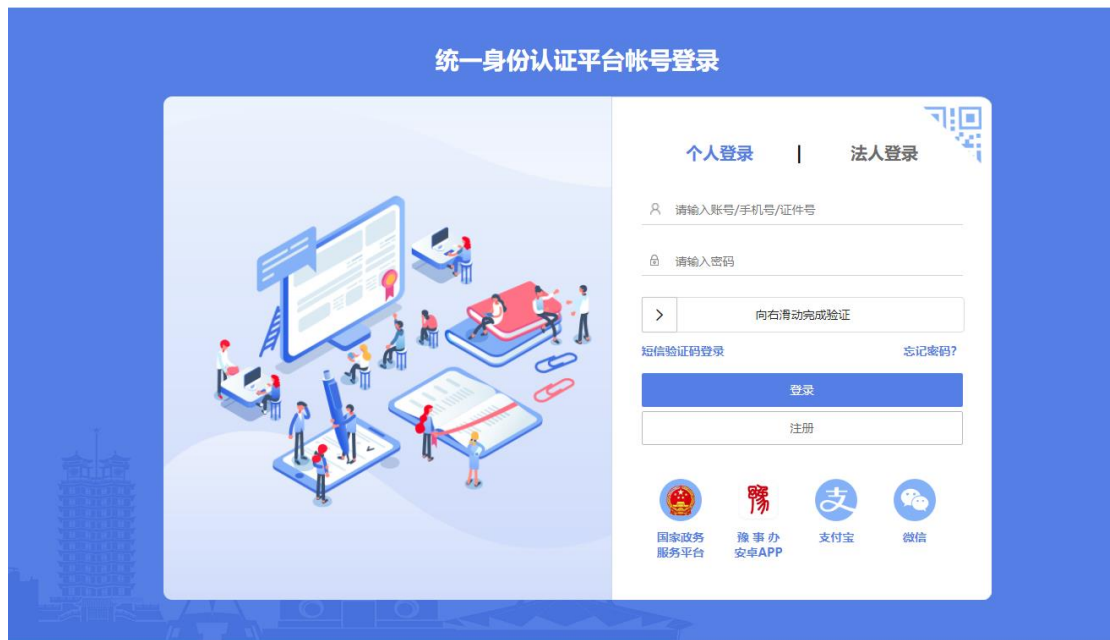 统一身份认证平台帐号登录
个人登录 | 法人登录
请输入账号/手机号/证件号
请输入密码
> 向右滑动完成验证
短信验证码登录 忘记密码?
登录
注册
豫
支
国家政务
服务平台
豫事办
安卓APP
支付宝
微信